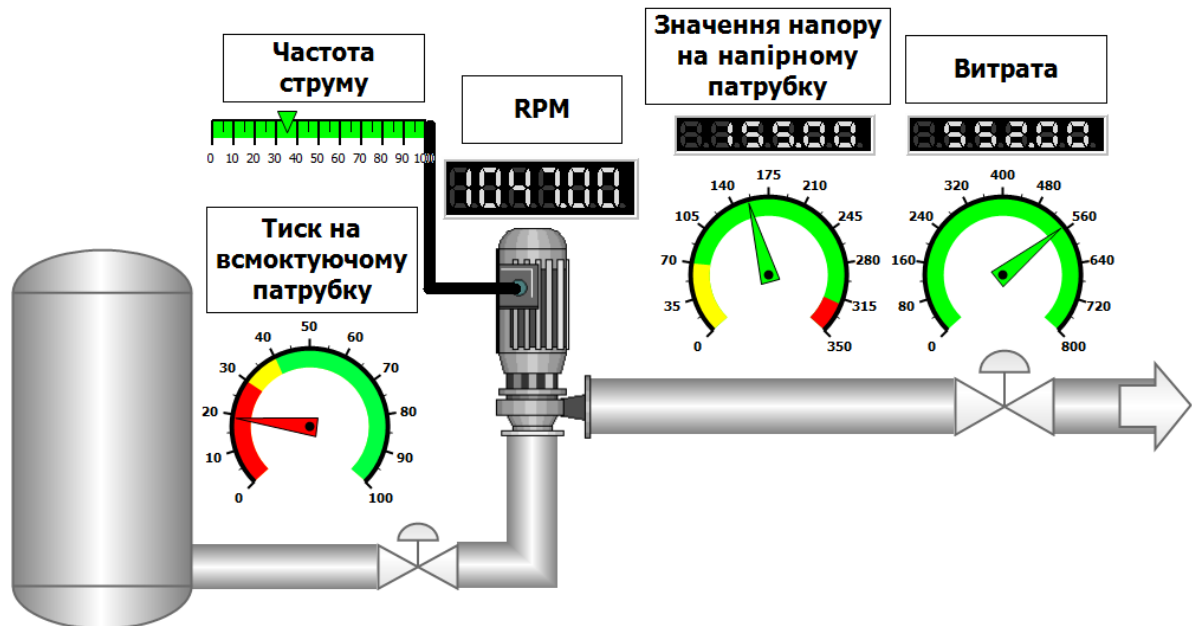 Частота
струму
0 10 20 30 40 50 60 70 80 90 100
RPM
1047.00
Значення напору
на напірному
патрубку
155.00
0 35 70 105 140 175 210 245 280 315 350
Витрата
552.00
0 80 160 240 320 400 480 560 640 720 800
Тиск на
всмоктуючому
патрубку
0 10 20 30 40 50 60 70 80 90 100